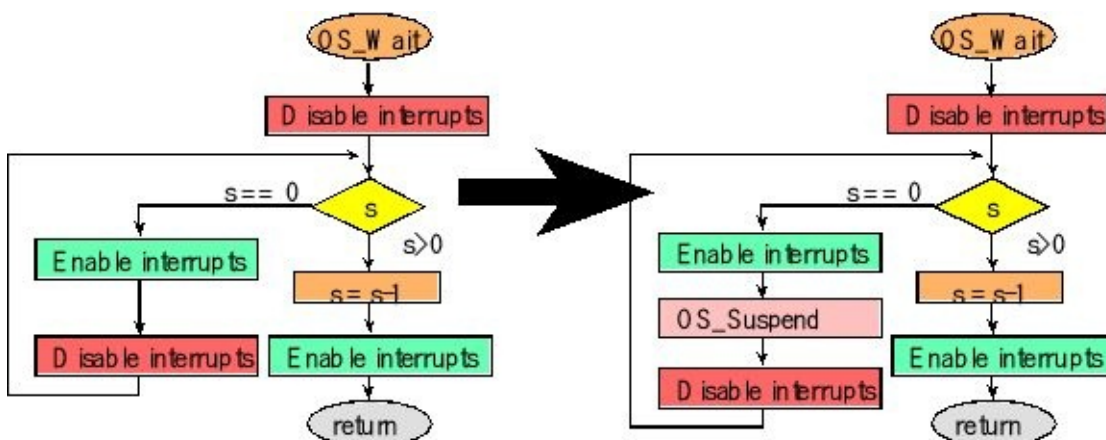 OS_Wait
Disable interrupts
s== 0
s
s>0
Enable interrupts
s= s-1
Disable interrupts
Enable interrupts
return
OS_Wait
Disable interrupts
s== 0
s
s>0
Enable interrupts
s= s-1
OS_Suspend
Enable interrupts
Disable interrupts
return